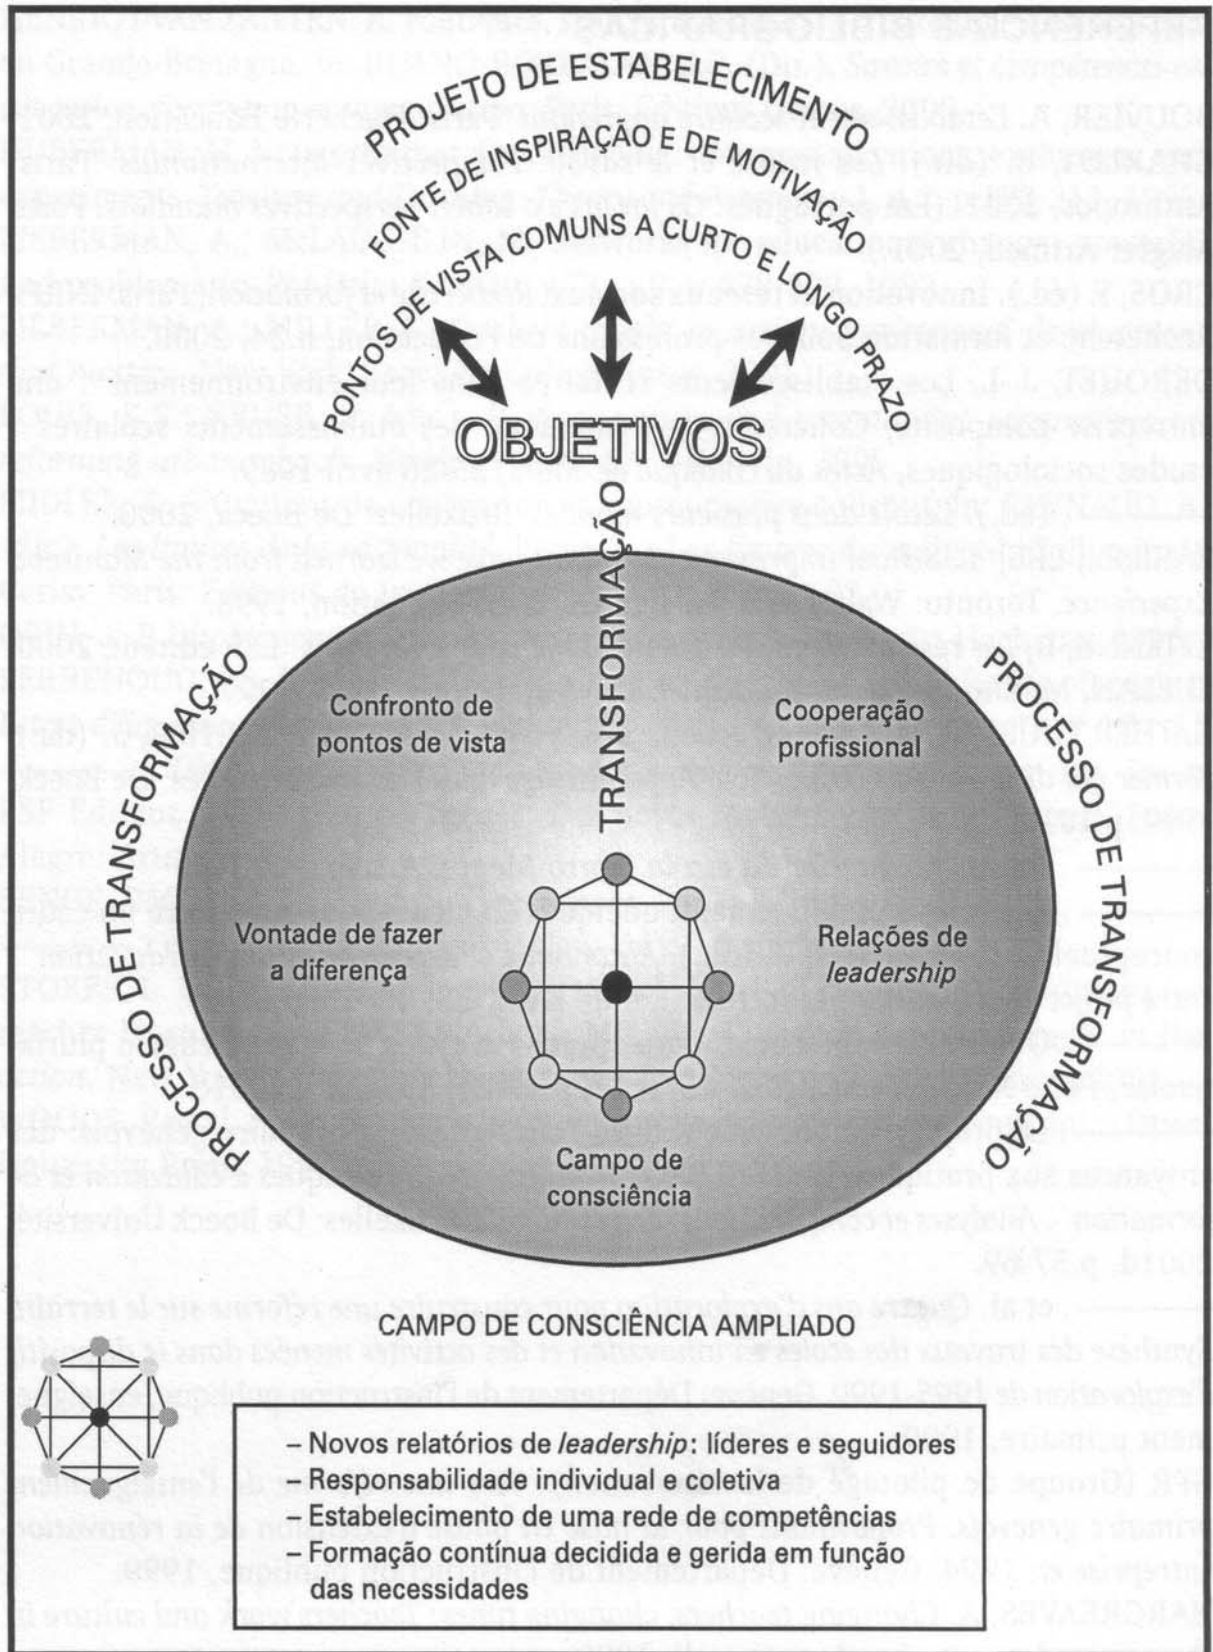 PROJETO DE ESTABELECIMENTO
FONTE DE INSPIRAÇÃO E DE MOTIVAÇÃO
PONTOS DE VISTA COMUNS A CURTO E LONGO PRAZO
OBJETIVOS
TRANSFORMAÇÃO
PROCESSO DE TRANSFORMAÇÃO
PROCESSO DE TRANSFORMAÇÃO
Confronto de
pontos de vista
Cooperação
profissional
Vontade de fazer
a diferença
Relações de
leadership
Campo de
consciência
CAMPO DE CONSCIÊNCIA AMPLIADO
– Novos relatórios de leadership: líderes e seguidores
– Responsabilidade individual e coletiva
– Estabelecimento de uma rede de competências
– Formação contínua decidida e gerida em função
das necessidades